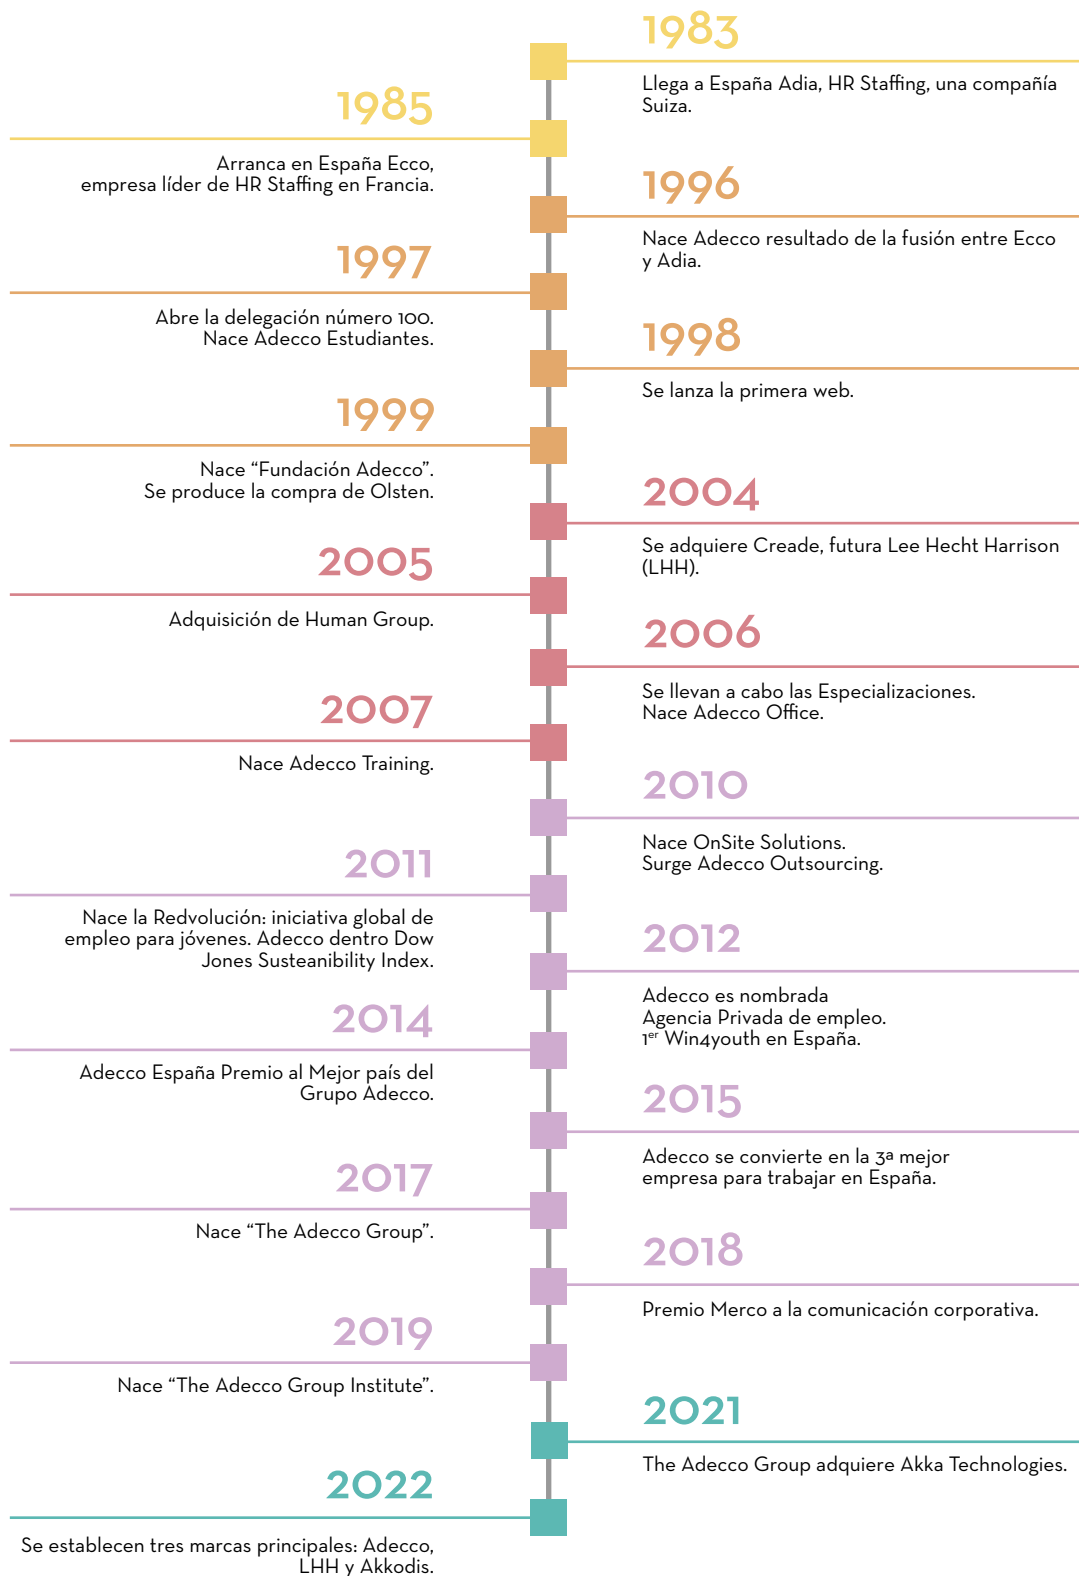 1983
Llega a España Adia, HR Staffing, una compañía
Suiza.
1985
Arranca en España Ecco,
empresa líder de HR Staffing en Francia.
1996
Nace Adecco resultado de la fusión entre Ecco
y Adia.
1997
Abre la delegación número 100.
Nace Adecco Estudiantes.
1998
Se lanza la primera web.
1999
Nace “Fundación Adecco”.
Se produce la compra de Olsten.
2004
Se adquiere Creade, futura Lee Hecht Harrison
(LHH).
2005
Adquisición de Human Group.
2006
Se llevan a cabo las Especializaciones.
Nace Adecco Office.
2007
Nace Adecco Training.
2010
Nace OnSite Solutions.
Surge Adecco Outsourcing.
2011
Nace la Redvolución: iniciativa global de
empleo para jóvenes. Adecco dentro Dow
Jones Susteanibility Index.
2012
Adecco es nombrada
Agencia Privada de empleo.
1er Win4youth en España.
2014
Adecco España Premio al Mejor país del
Grupo Adecco.
2015
Adecco se convierte en la 3ª mejor
empresa para trabajar en España.
2017
Nace “The Adecco Group”.
2018
Premio Merco a la comunicación corporativa.
2019
Nace “The Adecco Group Institute”.
2021
The Adecco Group adquiere Akka Technologies.
2022
Se establecen tres marcas principales: Adecco,
LHH y Akkodis.